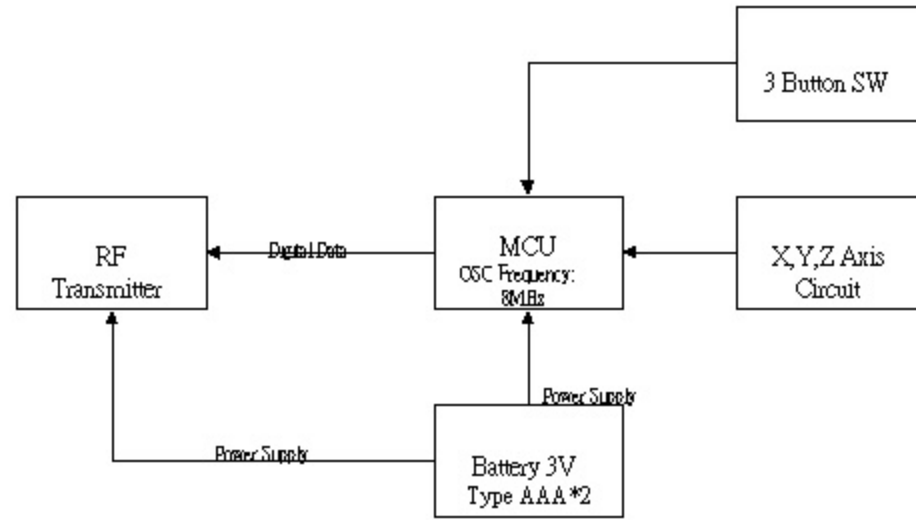 3 Button SW
RF
Transmitter
Digital Data
MCU
OSC Frequency:
8MHz
X,Y,Z Axis
Circuit
Power Supply
Power Supply
Battery 3V
Type AAA*2